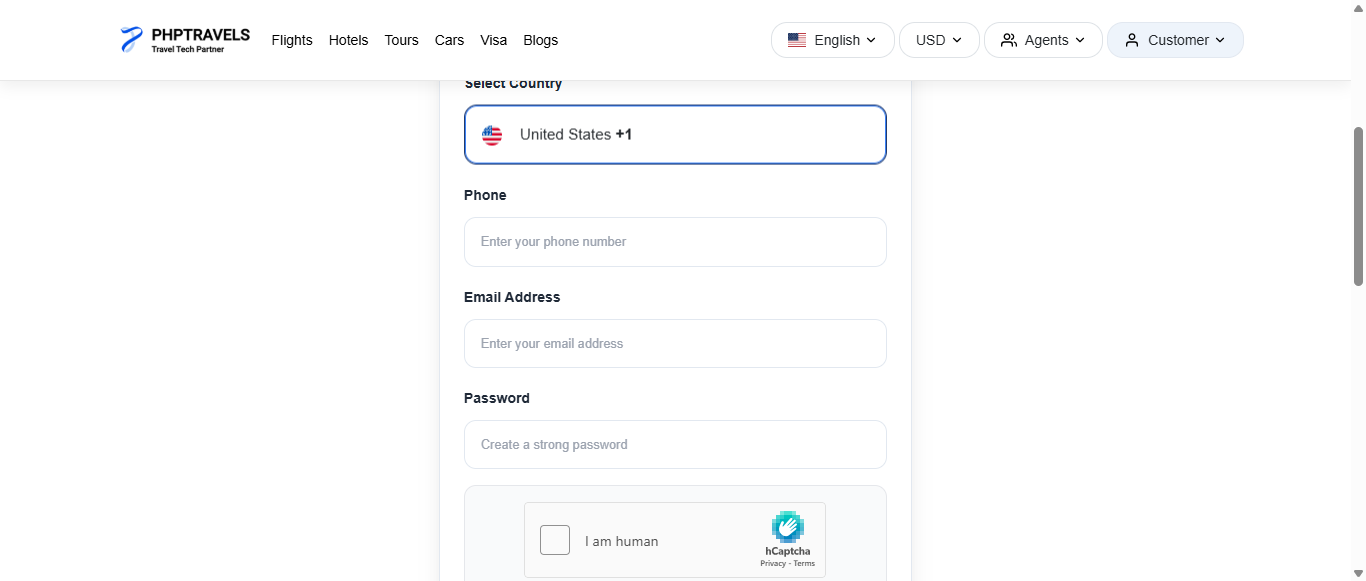 PHPTRAVELS
Travel Tech Partner
Flights Hotels Tours Cars Visa Blogs
English USD Agents Customer
Select Country
United States +1
Phone
Enter your phone number
Email Address
Enter your email address
Password
Create a strong password
I am human
hCaptcha
Privacy - Terms